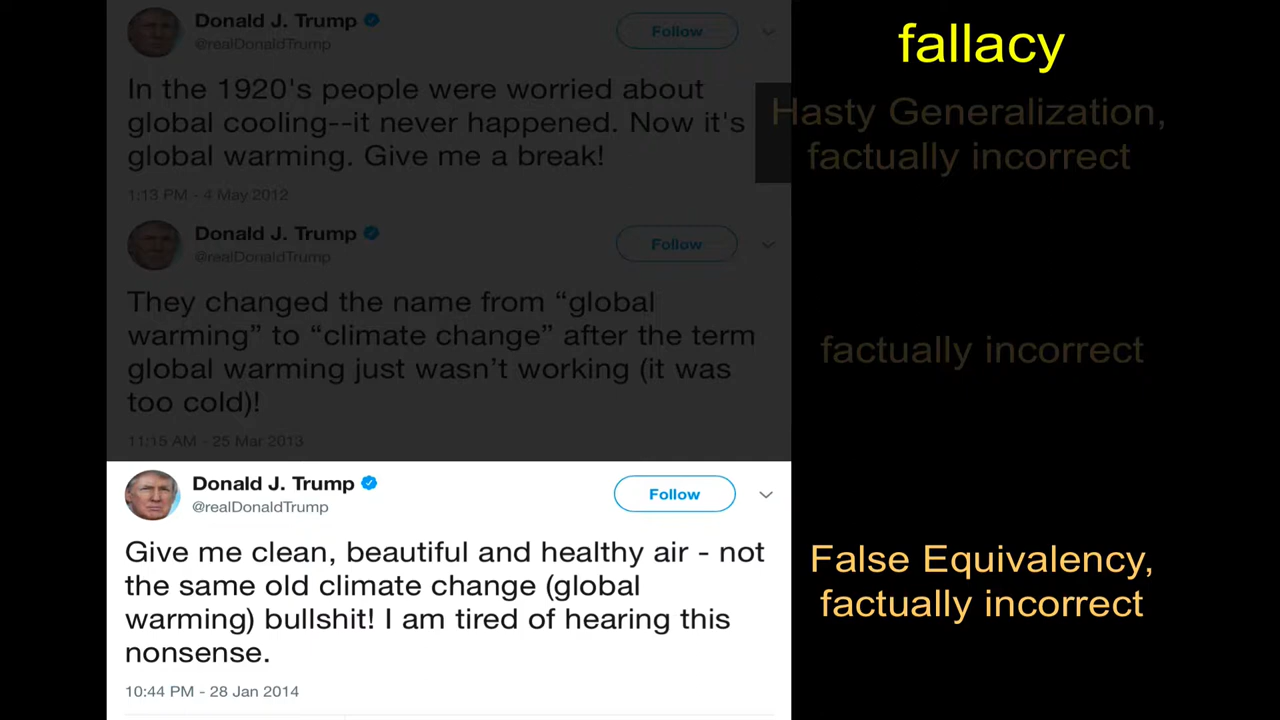 Donald J. Trump
@realDonaldTrump
Follow
In the 1920's people were worried about
global cooling--it never happened. Now it's
global warming. Give me a break!
1:13 PM - 4 May 2012
Donald J. Trump
@realDonaldTrump
Follow
They changed the name from “global
warming” to “climate change” after the term
global warming just wasn’t working (it was
too cold)!
11:15 AM - 25 Mar 2013
Donald J. Trump
@realDonaldTrump
Follow
Give me clean, beautiful and healthy air - not
the same old climate change (global
warming) bullshit! I am tired of hearing this
nonsense.
10:44 PM - 28 Jan 2014
fallacy
Hasty Generalization,
factually incorrect
factually incorrect
False Equivalency,
factually incorrect